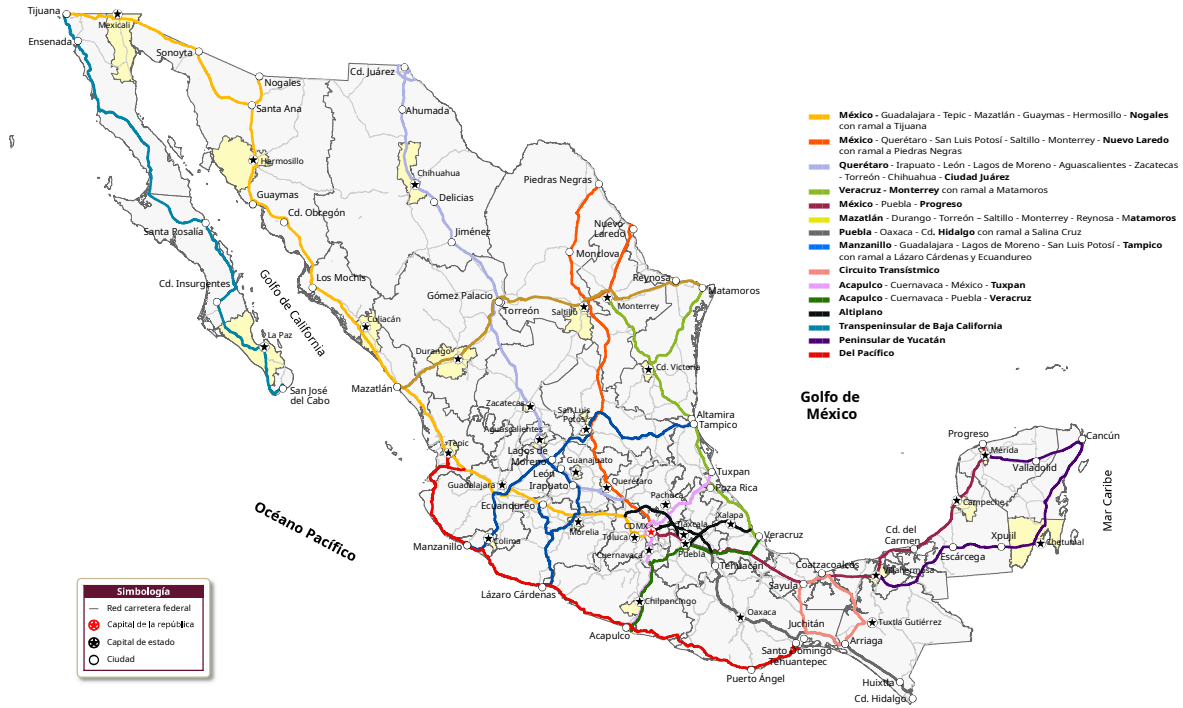 Tijuana
Mexicali
Ensenada
Sonoyta
Nogales
Cd. Juárez
Santa Ana
Ahumada
Hermosillo
Chihuahua
Piedras Negras
Guaymas
Delicias
Cd. Obregón
Santa Rosalía
Jiménez
Nuevo
Laredo
Monclova
Golfo de California
Cd. Insurgentes
Los Mochis
Reynosa
Matamoros
Gómez Palacio
Torreón
Saltillo
Monterrey
La Paz
Culiacán
Durango
Cd. Victoria
San José
del Cabo
Mazatlán
Zacatecas
San Luis
Potosí
Altamira
Tampico
Aguascalientes
Tepic
Lagos de
Moreno
León
Guanajuato
Irapuato
Guadalajara
Querétaro
Tuxpan
Poza Rica
Pachuca
Ecuandureo
Xalapa
CDMX
Tlaxcala
Morelia
Toluca
Veracruz
Colima
Manzanillo
Cuernavaca
Puebla
Tehuacán
Coatzacoalcos
Lázaro Cárdenas
Chilpancingo
Sayula
Oaxaca
Juchitán
Tuxtla Gutiérrez
Acapulco
Santo Domingo
Tehuantepec
Arriaga
Puerto Ángel
Huixtla
Cd. Hidalgo
Océano Pacífico
México - Guadalajara - Tepic - Mazatlán - Guaymas - Hermosillo - Nogales
con ramal a Tijuana
México - Querétaro - San Luis Potosí - Saltillo - Monterrey - Nuevo Laredo
con ramal a Piedras Negras
Querétaro - Irapuato - León - Lagos de Moreno - Aguascalientes - Zacatecas
- Torreón - Chihuahua - Ciudad Juárez
Veracruz - Monterrey con ramal a Matamoros
México - Puebla - Progreso
Mazatlán - Durango - Torreón – Saltillo - Monterrey - Reynosa - Matamoros
Puebla - Oaxaca - Cd. Hidalgo con ramal a Salina Cruz
Manzanillo - Guadalajara - Lagos de Moreno - San Luis Potosí - Tampico
con ramal a Lázaro Cárdenas y Ecuandureo
Circuito Transístmico
Acapulco - Cuernavaca - México - Tuxpan
Acapulco - Cuernavaca - Puebla - Veracruz
Altiplano
Transpeninsular de Baja California
Peninsular de Yucatán
Del Pacífico
Golfo de
México
Progreso
Mérida
Cancún
Valladolid
Campeche
Mar Caribe
Cd. del
Carmen
Xpujil
Chetumal
Escárcega
Villahermosa
Simbología
Red carretera federal
Capital de la república
Capital de estado
Ciudad